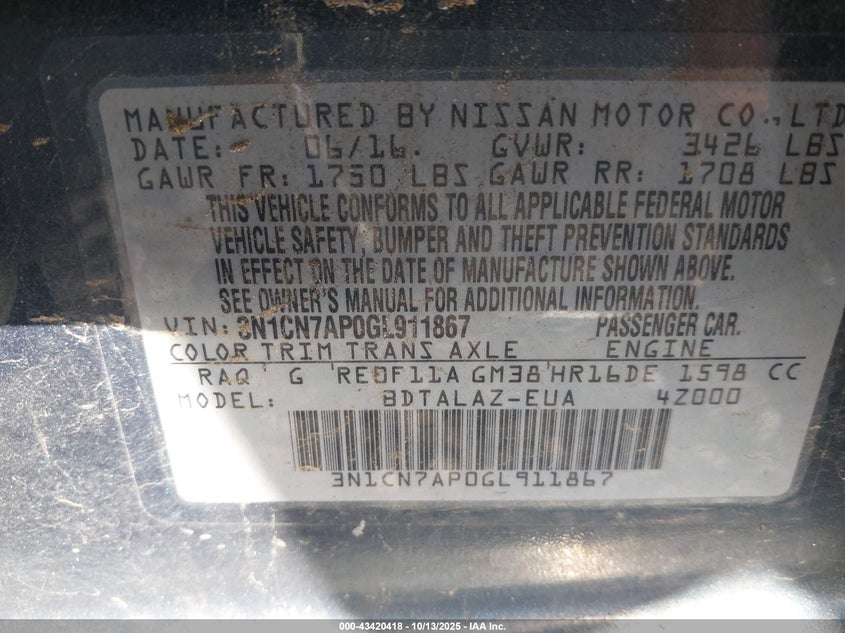 MANUFACTURED BY NISSAN MOTOR CO., LTD
DATE: 06/16. GVWR: 3426 LBS
GAWR FR: 1750 LBS GAWR RR: 1708 LBS
THIS VEHICLE CONFORMS TO ALL APPLICABLE FEDERAL MOTOR
VEHICLE SAFETY, BUMPER AND THEFT PREVENTION STANDARDS
IN EFFECT ON THE DATE OF MANUFACTURE SHOWN ABOVE.
SEE OWNER'S MANUAL FOR ADDITIONAL INFORMATION.
VIN: 3N1CN7AP0GL911867 PASSENGER CAR.
COLOR TRIM TRANS AXLE ENGINE
RAQ G RE0F11A GM38 HR16DE 1598 CC
MODEL: BDTALAZ-EUA 4Z000
3N1CN7AP0GL911867
000-43420418 | 10/13/2025 - IAA Inc.